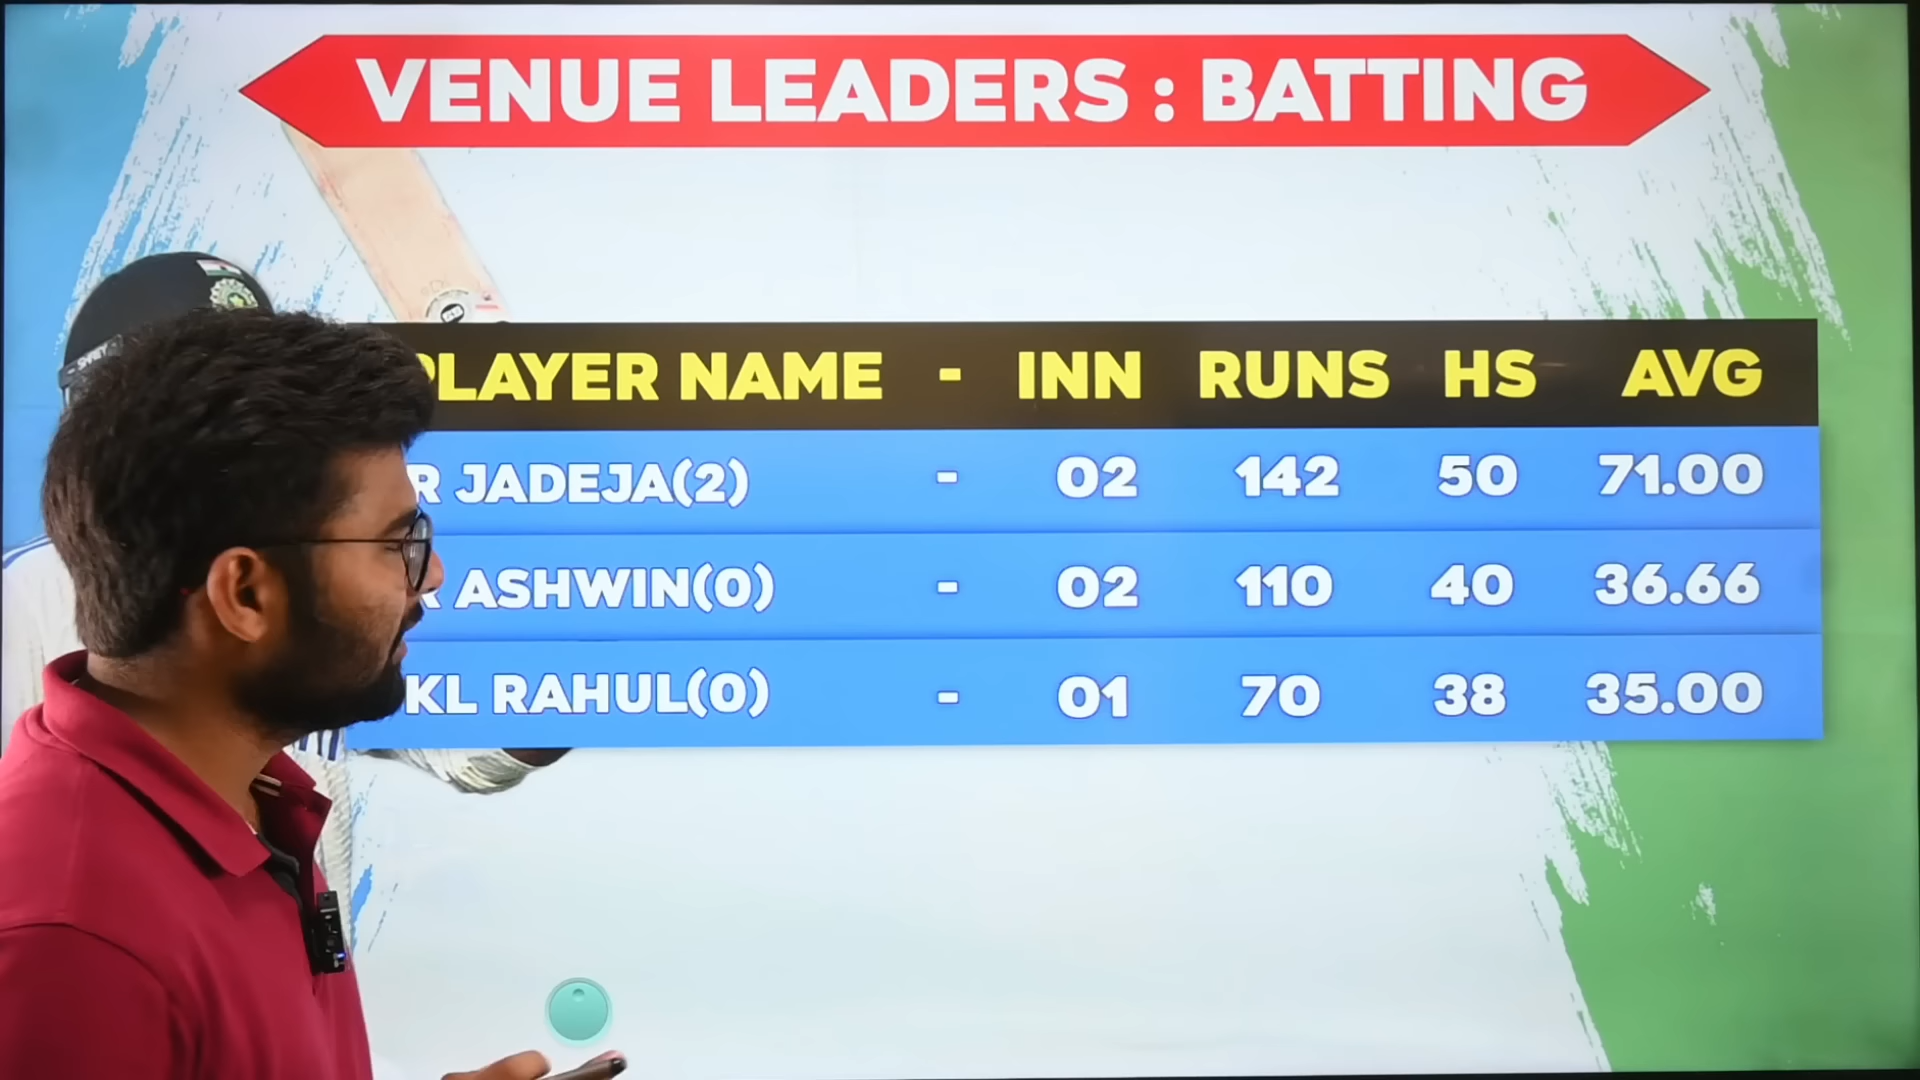 VENUE LEADERS : BATTING
PLAYER NAME - INN RUNS HS AVG
R JADEJA(2) - 02 142 50 71.00
R ASHWIN(0) - 02 110 40 36.66
KL RAHUL(0) - 01 70 38 35.00